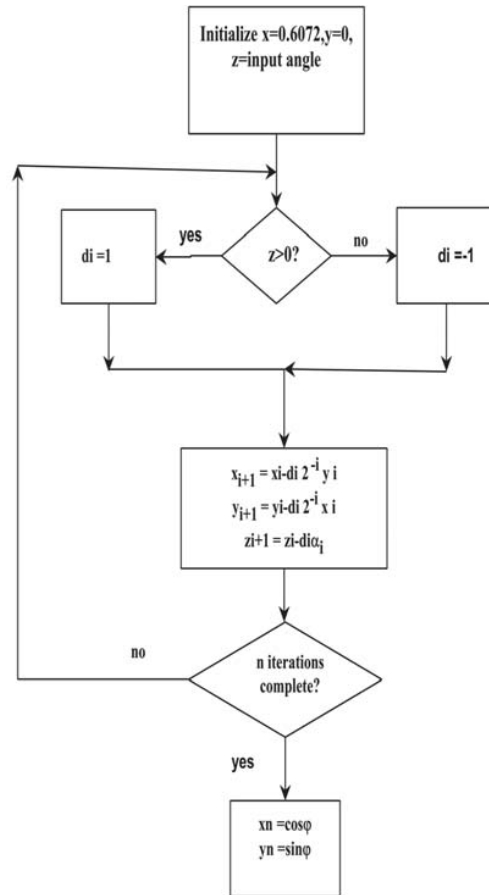 Initialize x=0.6072,y=0,
z=input angle
yes
z>0?
no
di =1
di =-1
xi+1 = xi-di 2^-i y i
yi+1 = yi-di 2^-i x i
zi+1 = zi-diαi
no
n iterations
complete?
yes
xn =cosφ
yn =sinφ